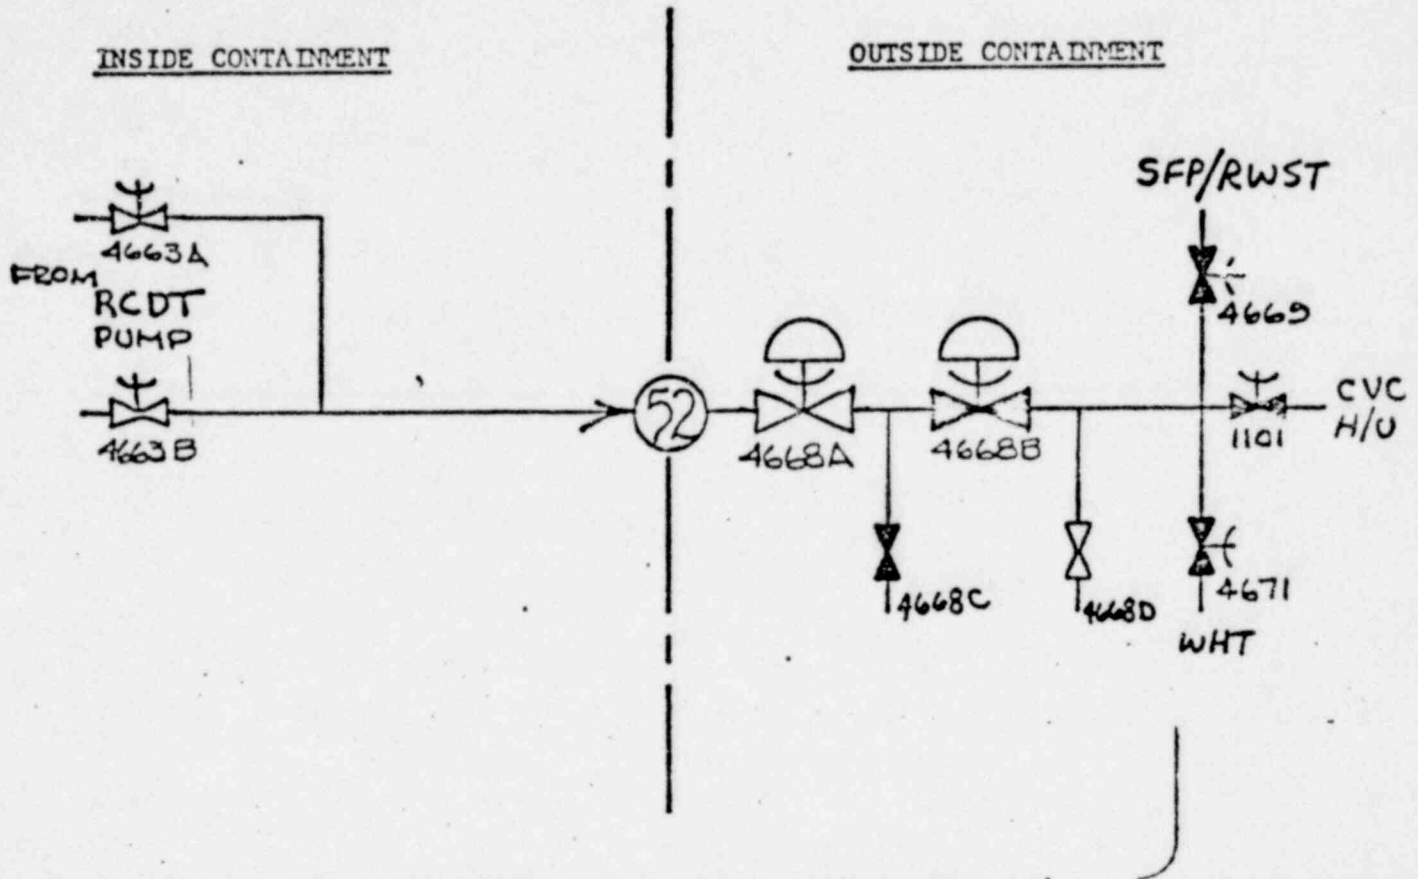 INSIDE CONTAINMENT
OUTSIDE CONTAINMENT
SFP/RWST
4663A
FROM
RCDT
PUMP
4663B
52
4668A
4668B
4669
1101
CVC
H/U
4668C
4668D
4671
WHT